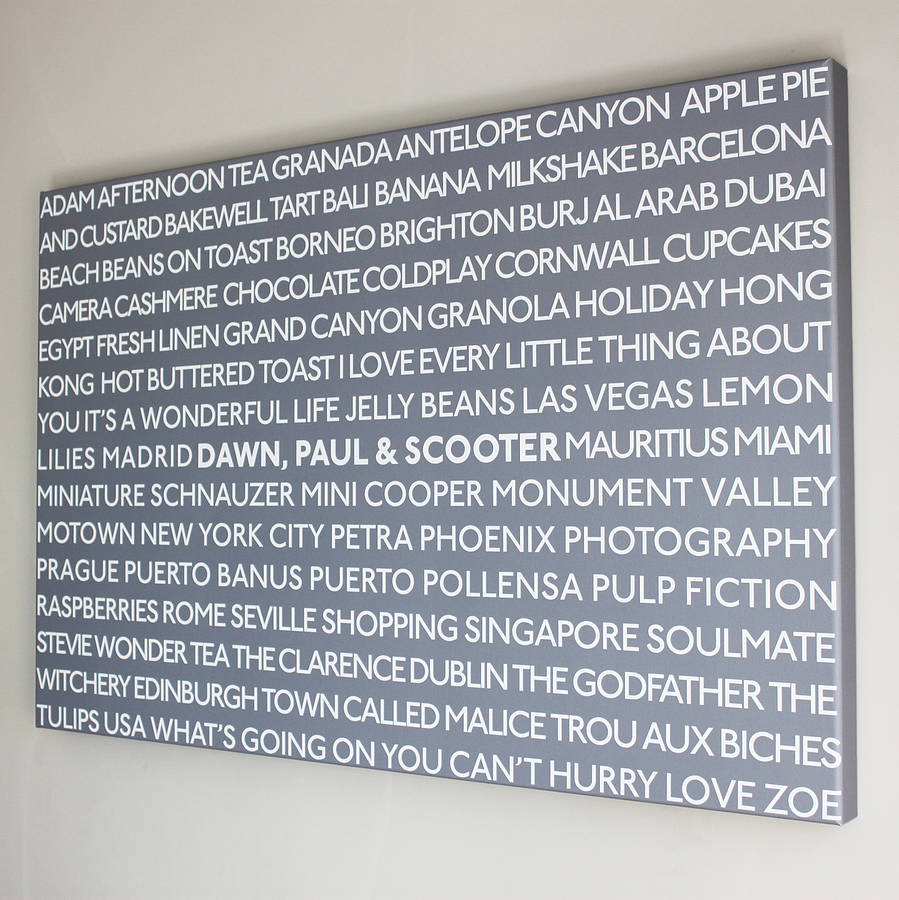 ADAM AFTERNOON TEA GRANADA ANTELOPE CANYON APPLE PIE
AND CUSTARD BAKEWELL TART BALI BANANA MILKSHAKE BARCELONA
BEACH BEANS ON TOAST BORNEO BRIGHTON BURJ AL ARAB DUBAI
CAMERA CASHMERE CHOCOLATE COLDPLAY CORNWALL CUPCAKES
EGYPT FRESH LINEN GRAND CANYON GRANOLA HOLIDAY HONG
KONG HOT BUTTERED TOAST I LOVE EVERY LITTLE THING ABOUT
YOU IT'S A WONDERFUL LIFE JELLY BEANS LAS VEGAS LEMON
LILIES MADRID DAWN, PAUL & SCOOTER MAURITIUS MIAMI
MINIATURE SCHNAUZER MINI COOPER MONUMENT VALLEY
MOTOWN NEW YORK CITY PETRA PHOENIX PHOTOGRAPHY
PRAGUE PUERTO BANUS PUERTO POLLENSA PULP FICTION
RASPBERRIES ROME SEVILLE SHOPPING SINGAPORE SOULMATE
STEVIE WONDER TEA THE CLARENCE DUBLIN THE GODFATHER THE
WITCHERY EDINBURGH TOWN CALLED MALICE TROU AUX BICHES
TULIPS USA WHAT'S GOING ON YOU CAN'T HURRY LOVE ZOE